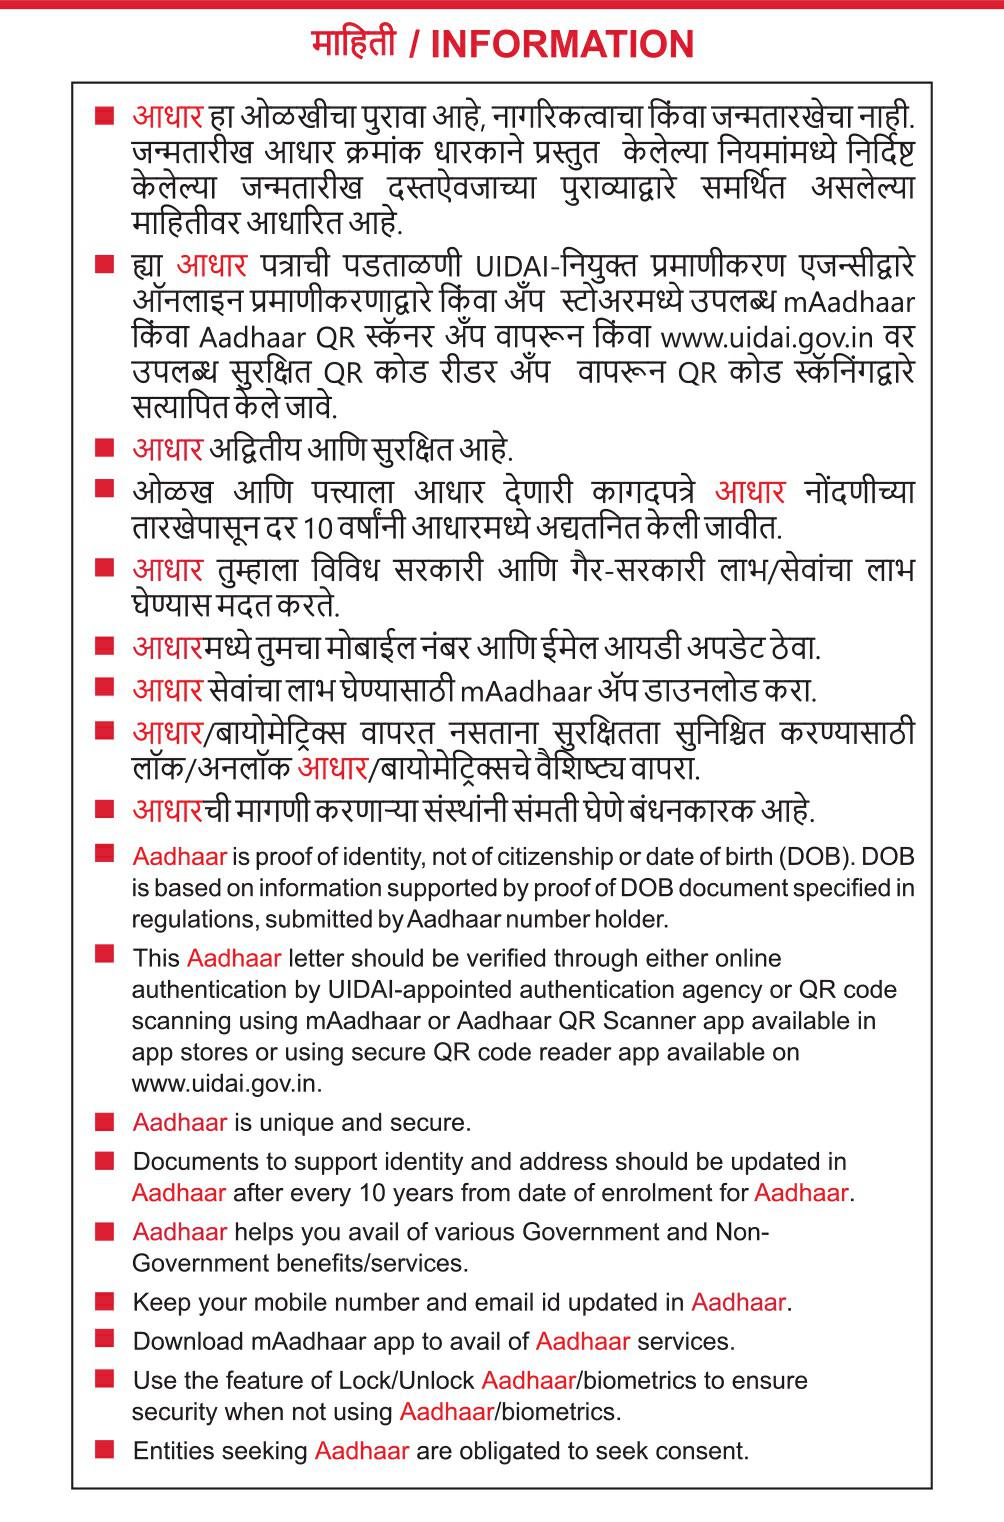 माहिती / INFORMATION
■ आधार हा ओळखीचा पुरावा आहे, नागरिकत्वाचा किंवा जन्मतारखेचा नाही.
जन्मतारीख आधार क्रमांक धारकाने प्रस्तुत केलेल्या नियमांमध्ये निर्दिष्ट
केलेल्या जन्मतारीख दस्तऐवजाच्या पुराव्याद्वारे समर्थित असलेल्या
माहितीवर आधारित आहे.
■ ह्या आधार पत्राची पडताळणी UIDAI-नियुक्त प्रमाणीकरण एजन्सीद्वारे
ऑनलाइन प्रमाणीकरणाद्वारे किंवा अँप स्टोअरमध्ये उपलब्ध mAadhaar
किंवा Aadhaar QR स्कॅनर अँप वापरून किंवा www.uidai.gov.in वर
उपलब्ध सुरक्षित QR कोड रीडर अँप वापरून QR कोड स्कॅनिंगद्वारे
सत्यापित केले जावे.
■ आधार अद्वितीय आणि सुरक्षित आहे.
■ ओळख आणि पत्त्याला आधार देणारी कागदपत्रे आधार नोंदणीच्या
तारखेपासून दर 10 वर्षांनी आधारमध्ये अद्यतनित केली जावीत.
■ आधार तुम्हाला विविध सरकारी आणि गैर-सरकारी लाभ/सेवांचा लाभ
घेण्यास मदत करते.
■ आधारमध्ये तुमचा मोबाईल नंबर आणि ईमेल आयडी अपडेट ठेवा.
■ आधार सेवांचा लाभ घेण्यासाठी mAadhaar ॲप डाउनलोड करा.
■ आधार/बायोमेट्रिक्स वापरत नसताना सुरक्षितता सुनिश्चित करण्यासाठी
लॉक/अनलॉक आधार/बायोमेट्रिक्सचे वैशिष्ट्य वापरा.
■ आधारची मागणी करणाऱ्या संस्थांनी संमती घेणे बंधनकारक आहे.
■ Aadhaar is proof of identity, not of citizenship or date of birth (DOB). DOB
is based on information supported by proof of DOB document specified in
regulations, submitted by Aadhaar number holder.
■ This Aadhaar letter should be verified through either online
authentication by UIDAI-appointed authentication agency or QR code
scanning using mAadhaar or Aadhaar QR Scanner app available in
app stores or using secure QR code reader app available on
www.uidai.gov.in.
■ Aadhaar is unique and secure.
■ Documents to support identity and address should be updated in
Aadhaar after every 10 years from date of enrolment for Aadhaar.
■ Aadhaar helps you avail of various Government and Non-
Government benefits/services.
■ Keep your mobile number and email id updated in Aadhaar.
■ Download mAadhaar app to avail of Aadhaar services.
■ Use the feature of Lock/Unlock Aadhaar/biometrics to ensure
security when not using Aadhaar/biometrics.
■ Entities seeking Aadhaar are obligated to seek consent.